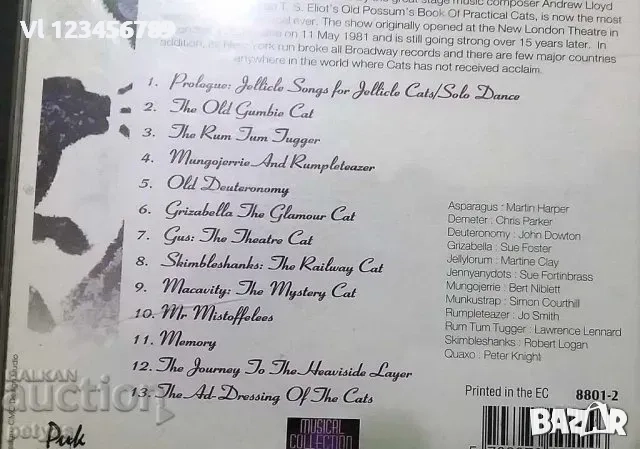 Vl 123456789
great stage music composer Andrew Lloyd
T. S. Eliot's Old Possum's Book Of Practical Cats, is now the most
ever. The show originally opened at the New London Theatre in
on 11 May 1981 and is still going strong over 15 years later. In
addition, New York run broke all Broadway records and there are few major countries
anywhere in the world where Cats has not received acclaim.
1. Prologue: Jellicle Songs for Jellicle Cats/Solo Dance
2. The Old Gumbie Cat
3. The Rum Tum Tugger
4. Mungojerrie And Rumpleteazer
5. Old Deuteronomy
6. Grizabella The Glamour Cat
7. Gus: The Theatre Cat
8. Skimbleshanks: The Railway Cat
9. Macavity: The Mystery Cat
10. Mr Mistoffelees
11. Memory
12. The Journey To The Heaviside Layer
13. The Ad-Dressing Of The Cats
Asparagus : Martin Harper
Demeter : Chris Parker
Deuteronomy : John Dowton
Grizabella : Sue Foster
Jellylorum : Martine Clay
Jennyanydots : Sue Fortinbrass
Mungojerrie : Bert Niblett
Munkustrap : Simon Courthill
Rumpleteazer : Jo Smith
Rum Tum Tugger : Lawrence Lennard
Skimbleshanks : Robert Logan
Quaxo : Peter Knight
Printed in the EC 8801-2
БАЛКАН
auction
Puk
MUSICAL
COLLECTION
BAZAR
bg